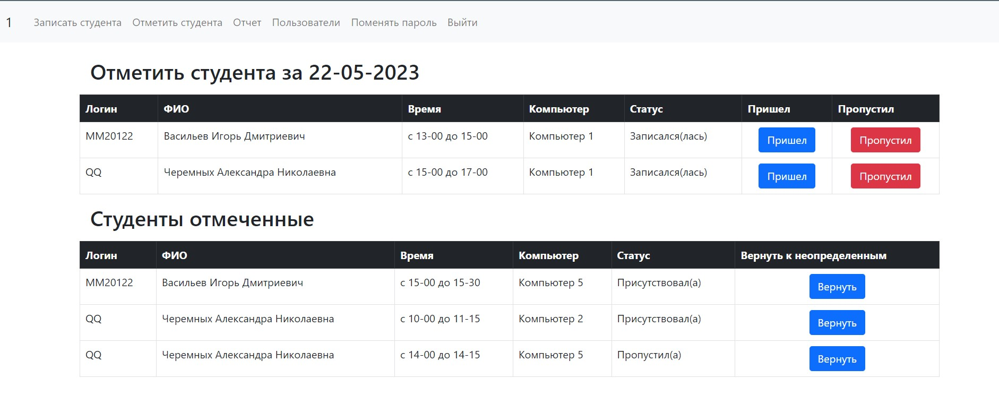 1 Записать студента Отметить студента Отчет Пользователи Поменять пароль Выйти
Отметить студента за 22-05-2023
Логин ФИО Время Компьютер Статус Пришел Пропустил
MM20122 Васильев Игорь Дмитриевич с 13-00 до 15-00 Компьютер 1 Записался(лась) Пришел Пропустил
QQ Черемных Александра Николаевна с 15-00 до 17-00 Компьютер 1 Записался(лась) Пришел Пропустил
Студенты отмеченные
Логин ФИО Время Компьютер Статус Вернуть к неопределенным
MM20122 Васильев Игорь Дмитриевич с 15-00 до 15-30 Компьютер 5 Присутствовал(а) Вернуть
QQ Черемных Александра Николаевна с 10-00 до 11-15 Компьютер 2 Присутствовал(а) Вернуть
QQ Черемных Александра Николаевна с 14-00 до 14-15 Компьютер 5 Пропустил(а) Вернуть